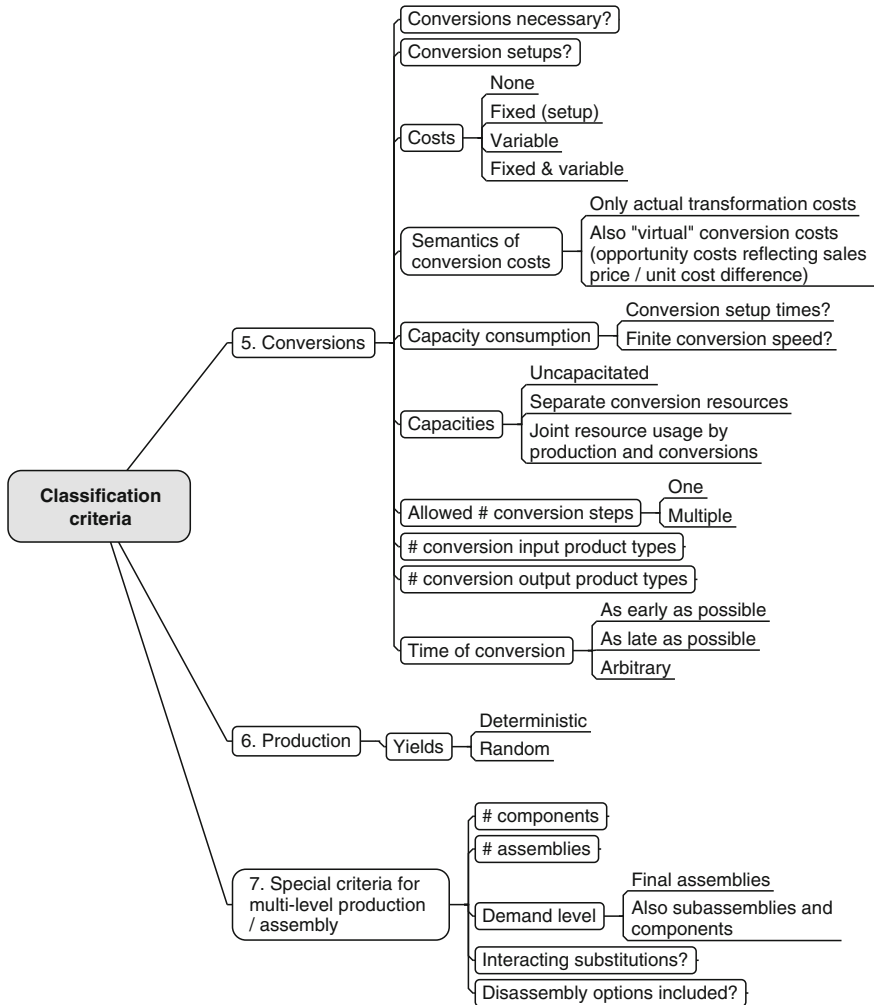 Classification
criteria
5. Conversions
Conversions necessary?
Conversion setups?
Costs
None
Fixed (setup)
Variable
Fixed & variable
Semantics of
conversion costs
Only actual transformation costs
Also "virtual" conversion costs
(opportunity costs reflecting sales
price / unit cost difference)
Capacity consumption
Conversion setup times?
Finite conversion speed?
Capacities
Uncapacitated
Separate conversion resources
Joint resource usage by
production and conversions
Allowed # conversion steps
One
Multiple
# conversion input product types
# conversion output product types
Time of conversion
As early as possible
As late as possible
Arbitrary
6. Production
Yields
Deterministic
Random
7. Special criteria for
multi-level production
/ assembly
# components
# assemblies
Demand level
Final assemblies
Also subassemblies and
components
Interacting substitutions?
Disassembly options included?